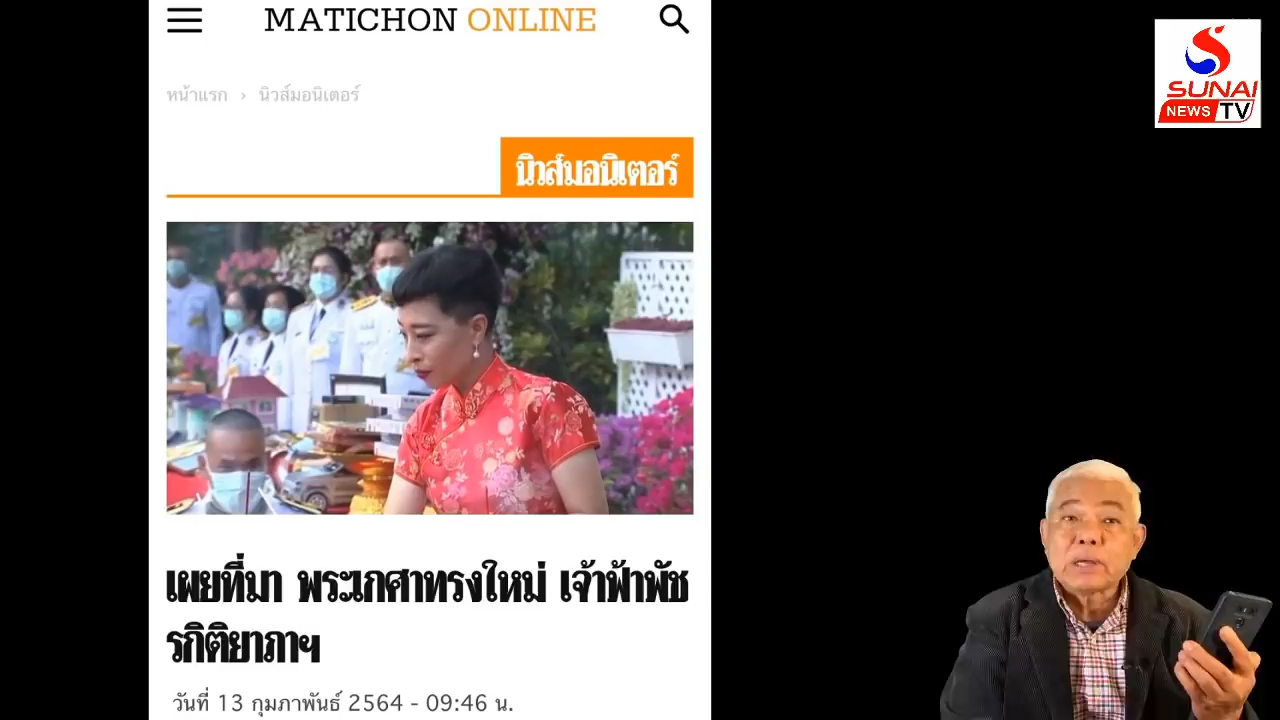 MATICHON ONLINE
หน้าแรก › นิวส์มอนิเตอร์
นิวส์มอนิเตอร์
เผยที่มา พระเกศาทรงใหม่ เจ้าฟ้าพัช
รกิติยาภาฯ
วันที่ 13 กุมภาพันธ์ 2564 - 09:46 น.
SUNAI
NEWS TV